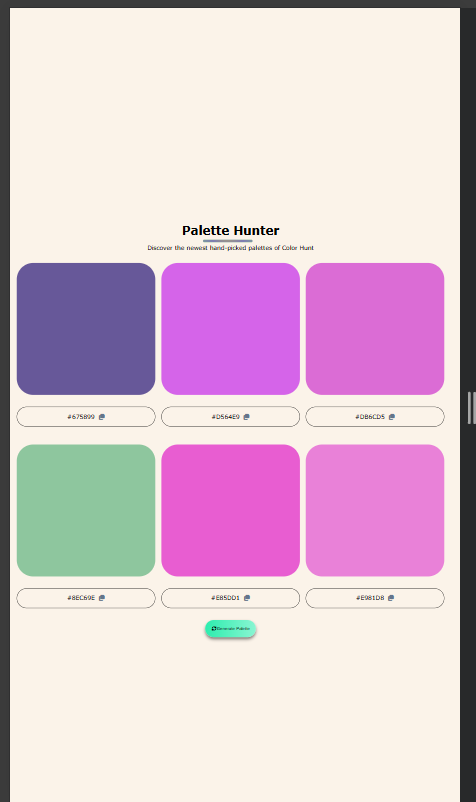 Palette Hunter
Discover the newest hand-picked palettes of Color Hunt
#675899
#D564E9
#DB6CD5
#8EC69E
#E85DD1
#E981D8
Generate Palette